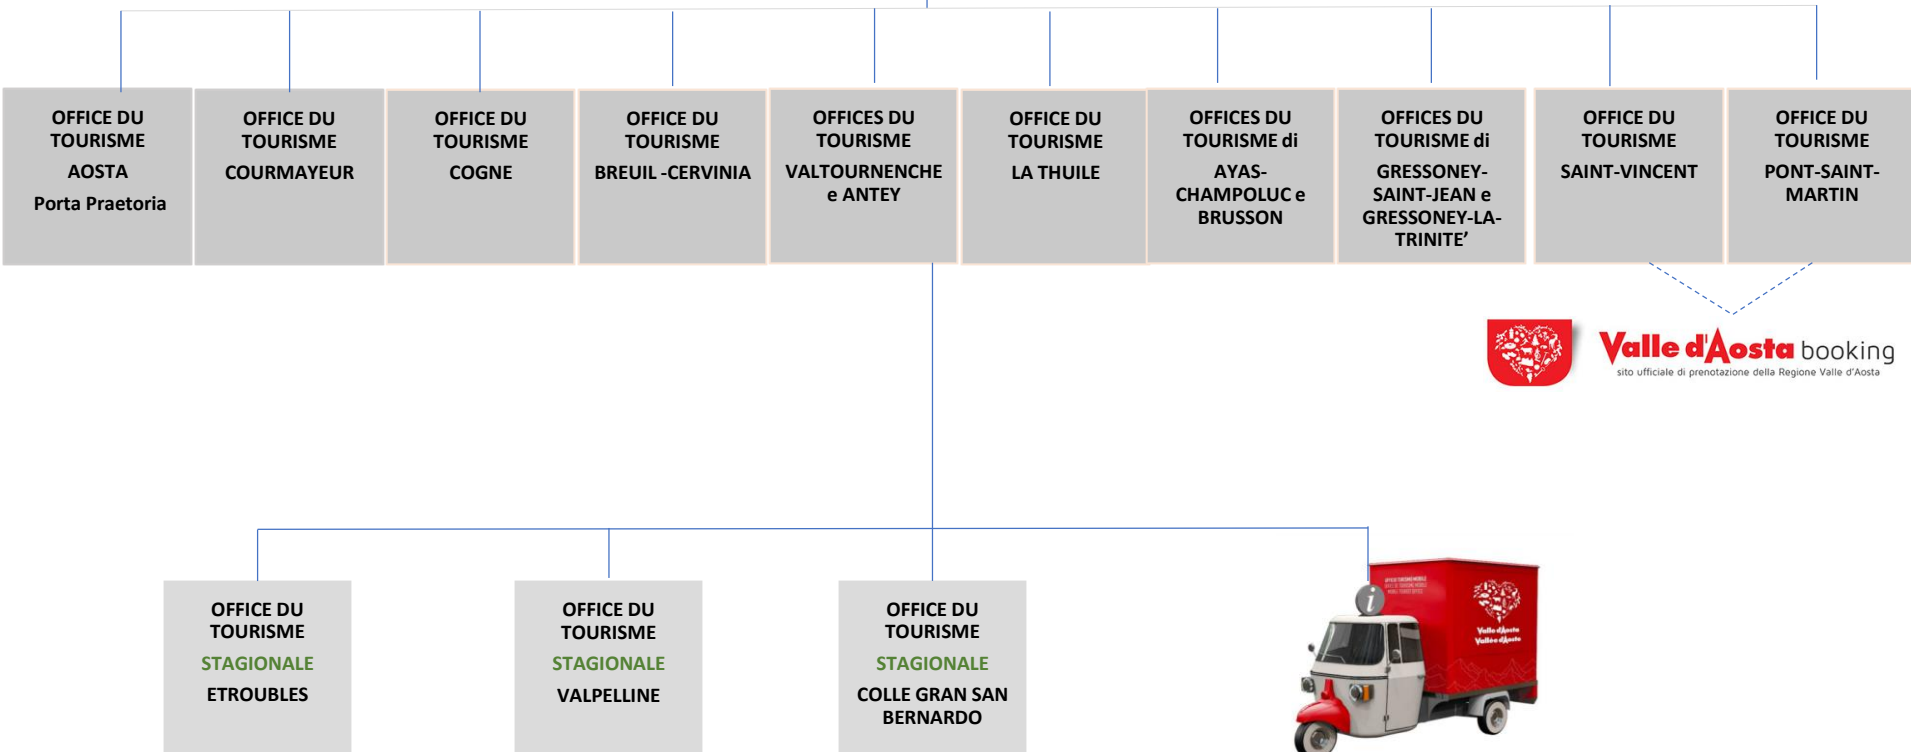 OFFICE DU
TOURISME
AOSTA
Porta Praetoria
OFFICE DU
TOURISME
COURMAYEUR
OFFICE DU
TOURISME
COGNE
OFFICE DU
TOURISME
BREUIL -CERVINIA
OFFICES DU
TOURISME
VALTOURNENCHE
e ANTEY
OFFICE DU
TOURISME
LA THUILE
OFFICES DU
TOURISME di
AYAS-
CHAMPOLUC e
BRUSSON
OFFICES DU
TOURISME di
GRESSONEY-
SAINT-JEAN e
GRESSONEY-LA-
TRINITE’
OFFICE DU
TOURISME
SAINT-VINCENT
OFFICE DU
TOURISME
PONT-SAINT-
MARTIN
Valle d'Aosta booking
sito ufficiale di prenotazione della Regione Valle d'Aosta
OFFICE DU
TOURISME
STAGIONALE
ETROUBLES
OFFICE DU
TOURISME
STAGIONALE
VALPELLINE
OFFICE DU
TOURISME
STAGIONALE
COLLE GRAN SAN
BERNARDO
i
Valle d'Aosta
Vallée d'Aoste